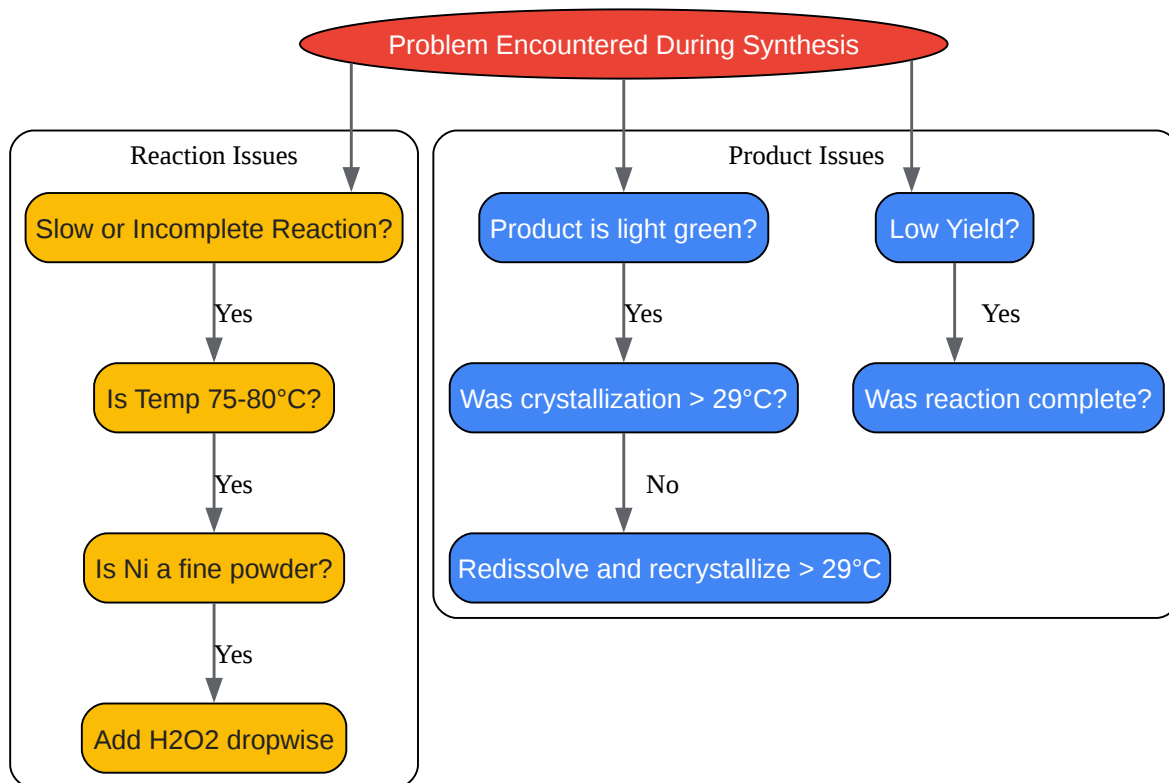 Problem Encountered During Synthesis
Reaction Issues
Slow or Incomplete Reaction?
Yes
Is Temp 75-80°C?
Yes
Is Ni a fine powder?
Yes
Add H2O2 dropwise
Product Issues
Product is light green?
Yes
Was crystallization > 29°C?
No
Redissolve and recrystallize > 29°C
Low Yield?
Yes
Was reaction complete?